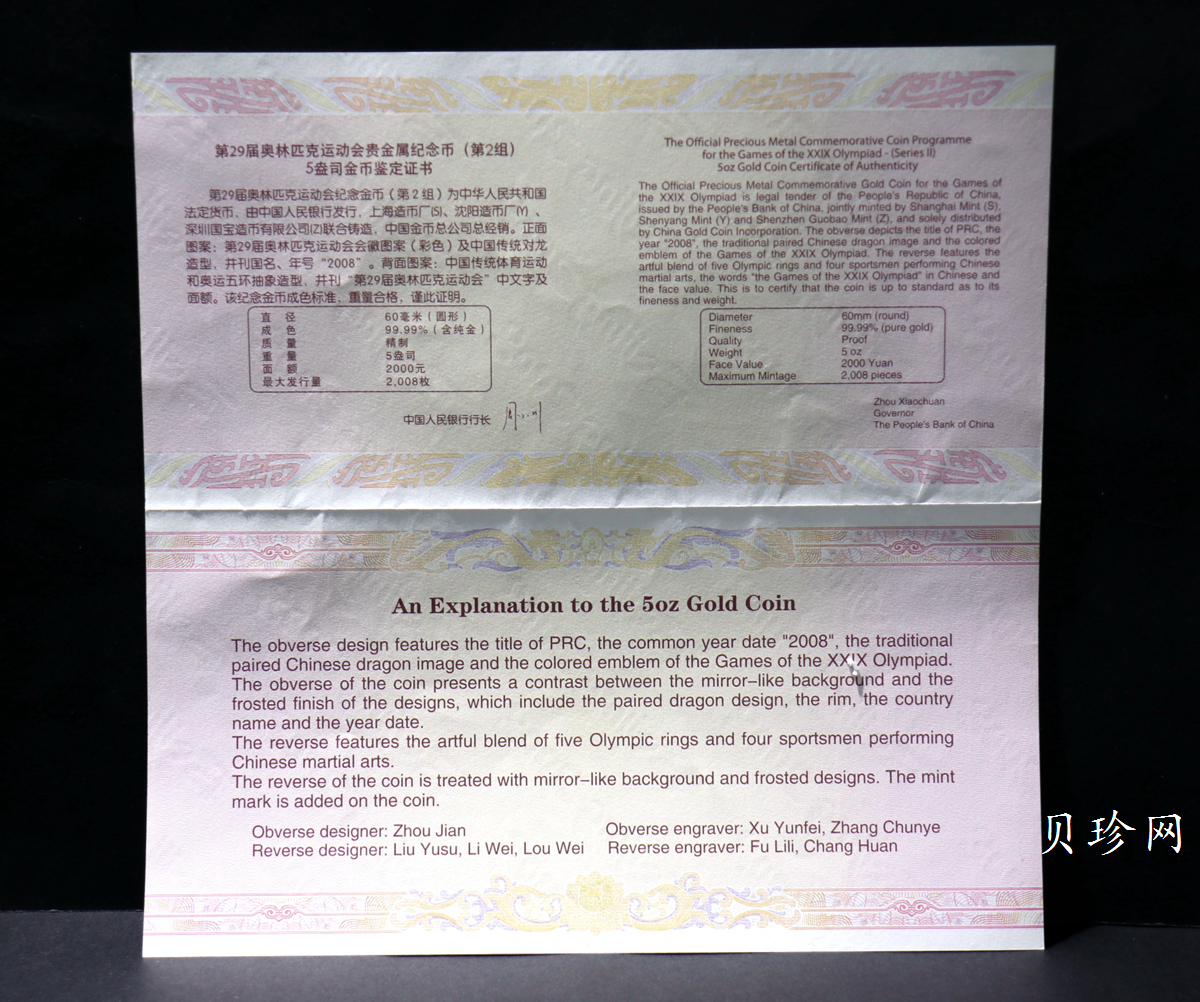 第29届奥林匹克运动会贵金属纪念币（第2组）
5盎司金币鉴定证书
第29届奥林匹克运动会纪念金币（第2组）为中华人民共和国
法定货币，由中国人民银行发行，上海造币厂(S)、沈阳造币厂(Y)、
深圳国宝造币有限公司(Z)联合铸造，中国金币总公司总经销。正面
图案：第29届奥林匹克运动会会徽图案（彩色）及中国传统对龙
造型，并刊国名、年号“2008”。背面图案：中国传统体育运动
和奥运五环抽象造型，并刊“第29届奥林匹克运动会”中文字及
面额。该纪念金币成色标准，重量合格，谨此证明。
直 径 60毫米（圆形）
成 色 99.99%（含纯金）
质 量 精制
重 量 5盎司
面 额 2000元
最大发行量 2,008枚
中国人民银行行长
The Official Precious Metal Commemorative Coin Programme
for the Games of the XXIX Olympiad - (Series II)
5oz Gold Coin Certificate of Authenticity
The Official Precious Metal Commemorative Gold Coin for the Games of
the XXIX Olympiad is legal tender of the People's Republic of China,
issued by the People's Bank of China, jointly minted by Shanghai Mint (S),
Shenyang Mint (Y) and Shenzhen Guobao Mint (Z), and solely distributed
by China Gold Coin Incorporation. The obverse depicts the title of PRC, the
year "2008", the traditional paired Chinese dragon image and the colored
emblem of the Games of the XXIX Olympiad. The reverse features the
artful blend of five Olympic rings and four sportsmen performing Chinese
martial arts, the words "the Games of the XXIX Olympiad" in Chinese and
the face value. This is to certify that the coin is up to standard as to its
fineness and weight.
Diameter 60mm (round)
Fineness 99.99% (pure gold)
Quality Proof
Weight 5 oz
Face Value 2000 Yuan
Maximum Mintage 2,008 pieces
Zhou Xiaochuan
Governor
The People's Bank of China
An Explanation to the 5oz Gold Coin
The obverse design features the title of PRC, the common year date "2008", the traditional
paired Chinese dragon image and the colored emblem of the Games of the XXIX Olympiad.
The obverse of the coin presents a contrast between the mirror–like background and the
frosted finish of the designs, which include the paired dragon design, the rim, the country
name and the year date.
The reverse features the artful blend of five Olympic rings and four sportsmen performing
Chinese martial arts.
The reverse of the coin is treated with mirror–like background and frosted designs. The mint
mark is added on the coin.
Obverse designer: Zhou Jian Obverse engraver: Xu Yunfei, Zhang Chunye
Reverse designer: Liu Yusu, Li Wei, Lou Wei Reverse engraver: Fu Lili, Chang Huan
贝珍网